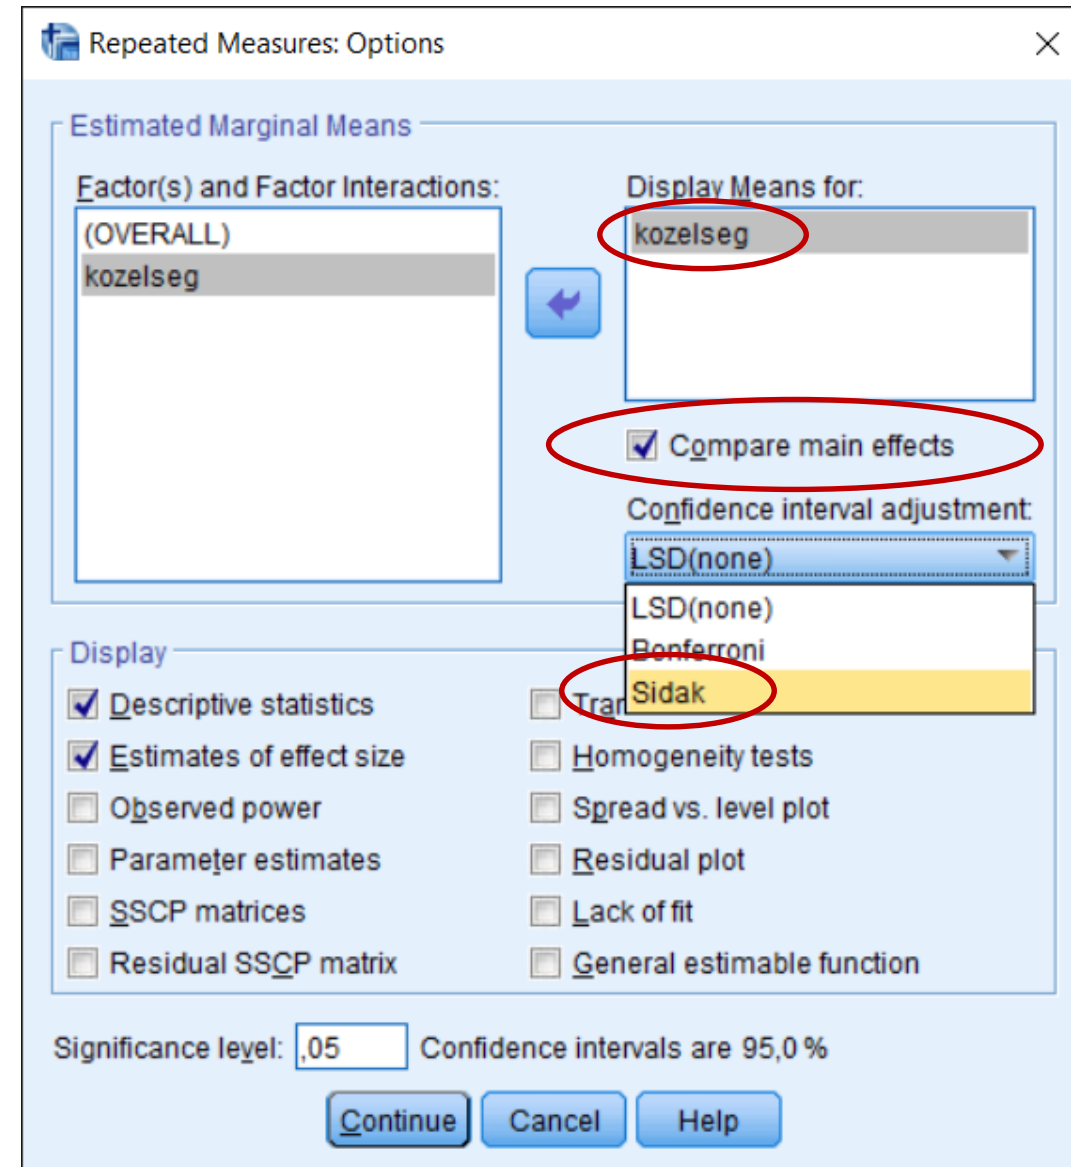 Repeated Measures: Options
Estimated Marginal Means
Factor(s) and Factor Interactions:
(OVERALL)
kozelseg
Display Means for:
kozelseg
Compare main effects
Confidence interval adjustment:
LSD(none)
LSD(none)
Bonferroni
Sidak
Display
Descriptive statistics
Estimates of effect size
Observed power
Parameter estimates
SSCP matrices
Residual SSCP matrix
Homogeneity tests
Spread vs. level plot
Residual plot
Lack of fit
General estimable function
Significance level: ,05 Confidence intervals are 95,0 %
Continue Cancel Help